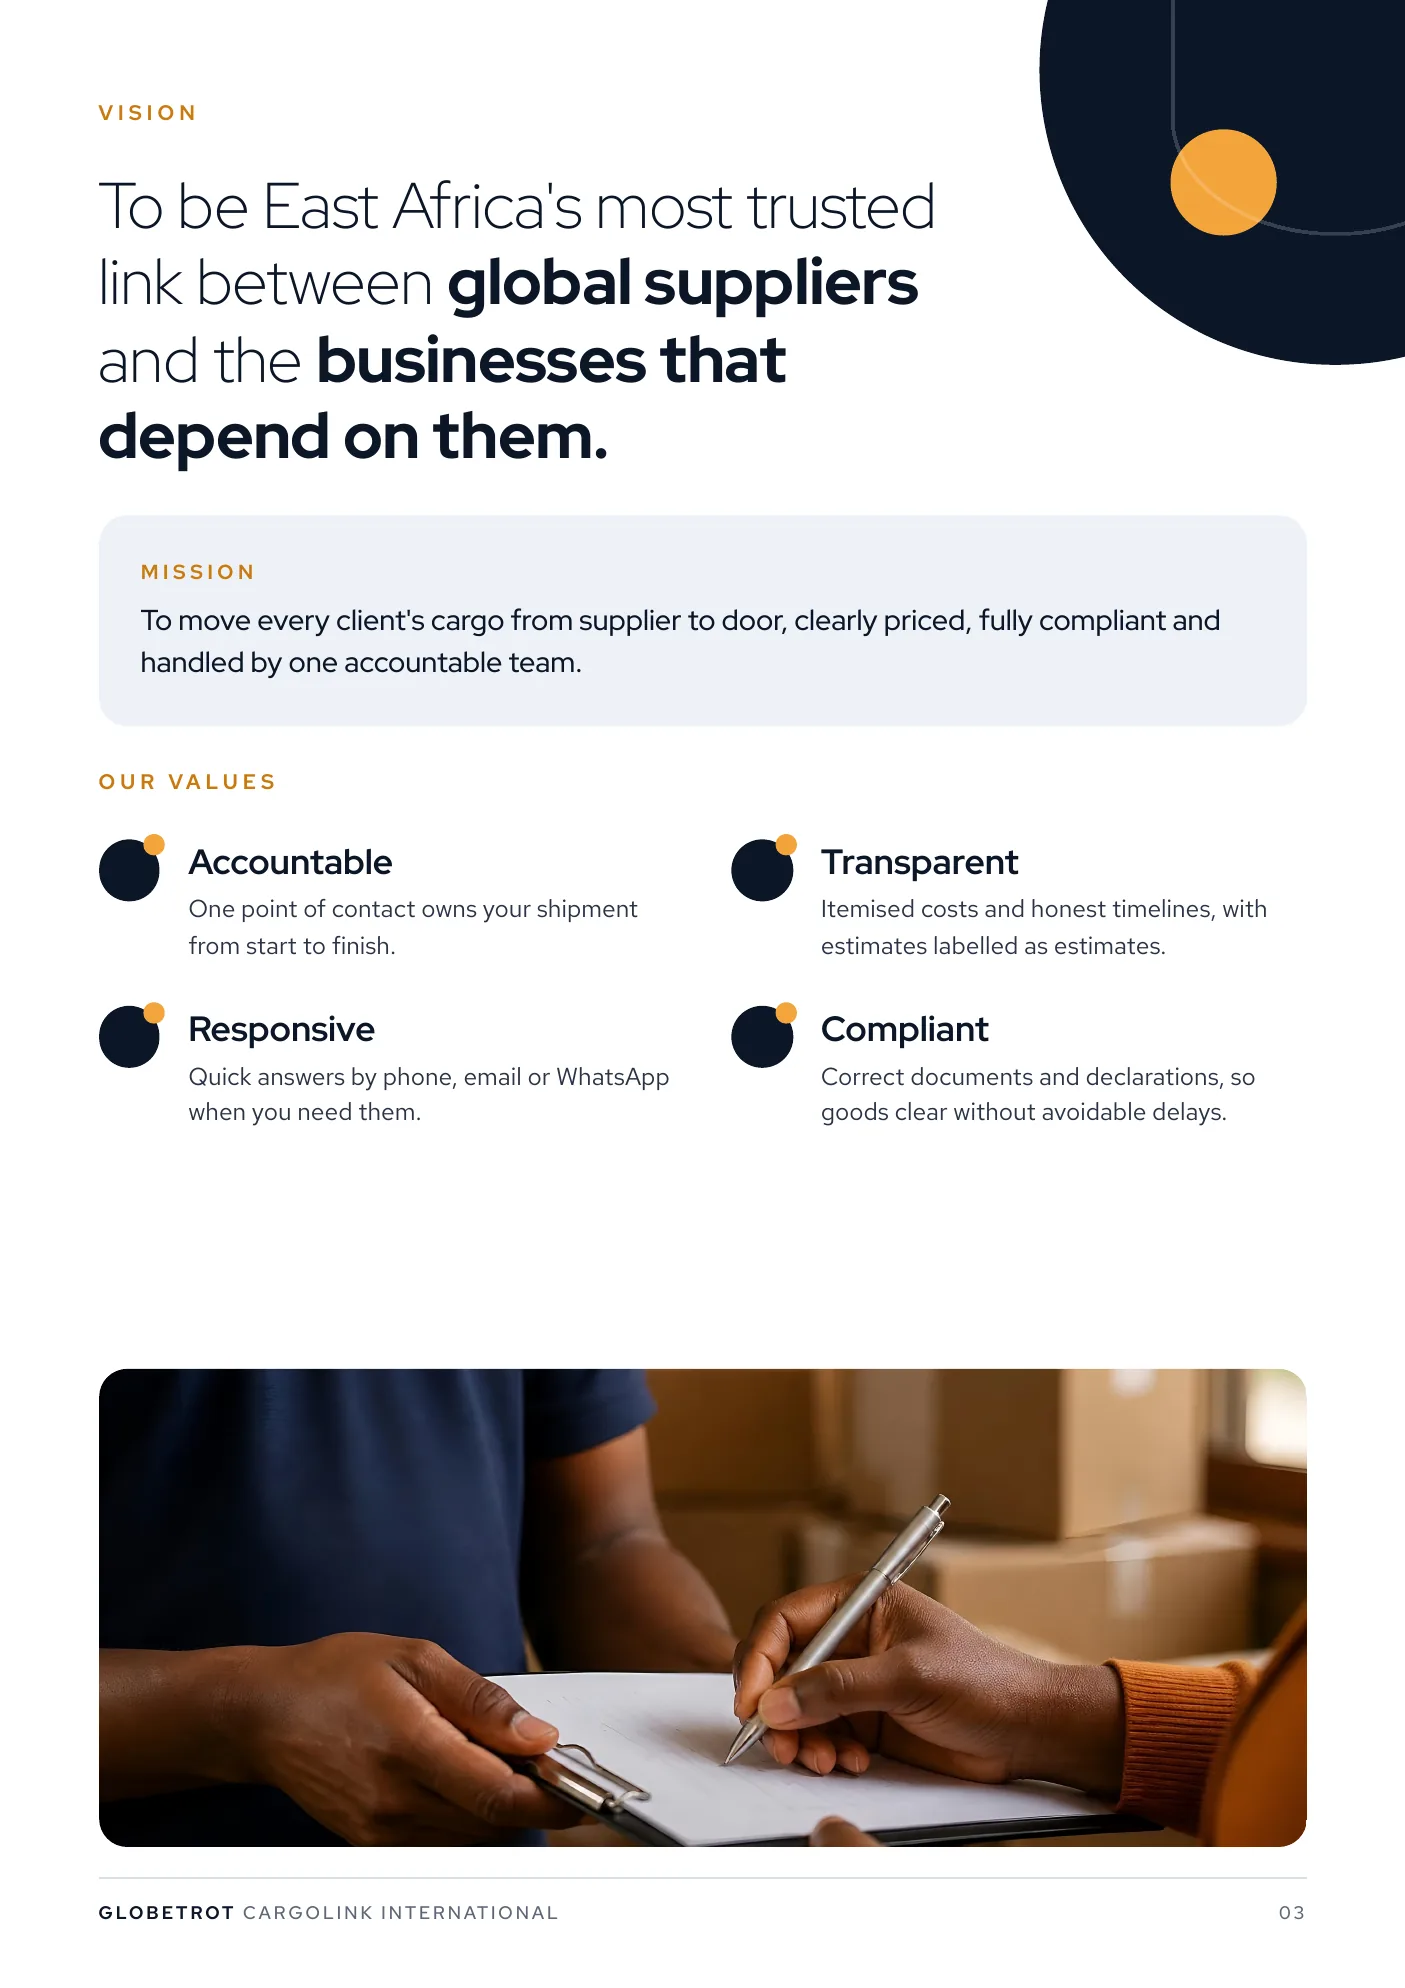 VISION
To be East Africa's most trusted
link between global suppliers
and the businesses that
depend on them.
MISSION
To move every client's cargo from supplier to door, clearly priced, fully compliant and
handled by one accountable team.
OUR VALUES
Accountable
One point of contact owns your shipment
from start to finish.
Transparent
Itemised costs and honest timelines, with
estimates labelled as estimates.
Responsive
Quick answers by phone, email or WhatsApp
when you need them.
Compliant
Correct documents and declarations, so
goods clear without avoidable delays.
GLOBETROT CARGOLINK INTERNATIONAL
03